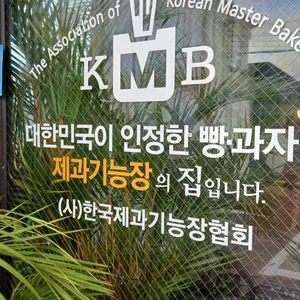 The Association of Korean Master Bake
KMB
대한민국이 인정한 빵·과자
제과기능장의 집입니다.
(사)한국제과기능장협회